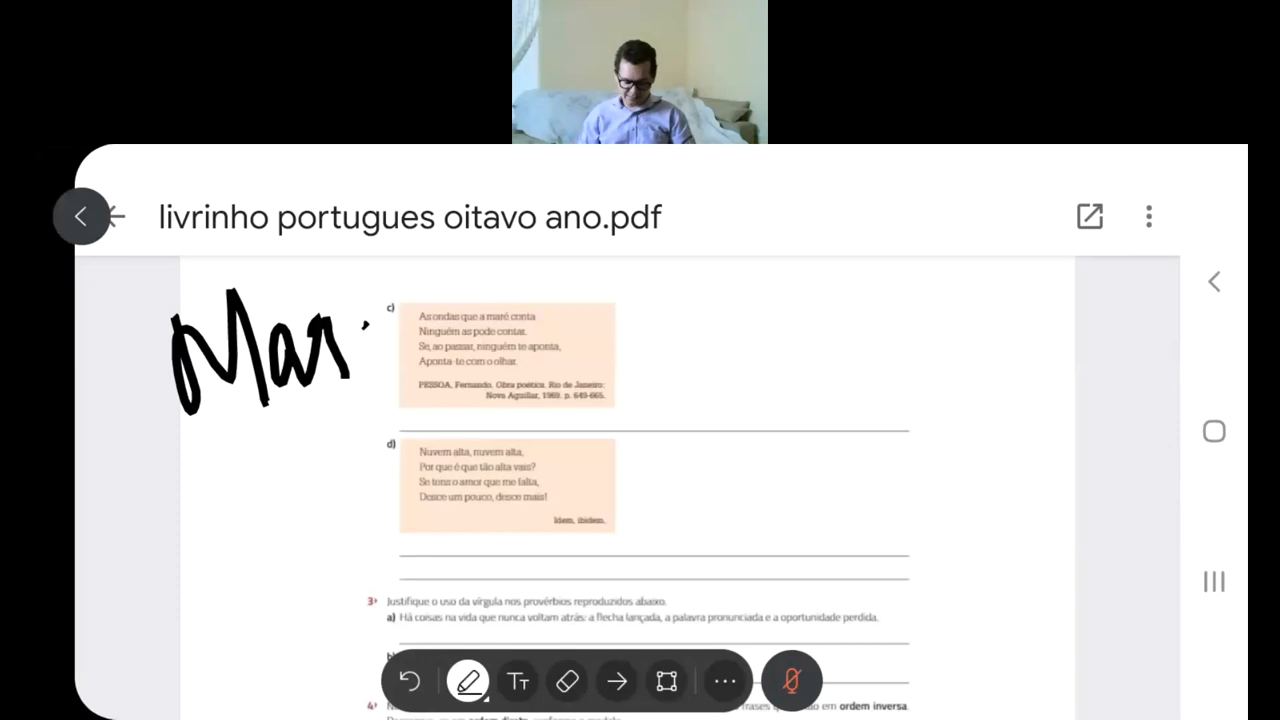 livrinho portugues oitavo ano.pdf
Mar
c)
As ondas que a maré conta
Ninguém as pode contar.
Se, ao passar, ninguém te aponta,
Aponta-te com o olhar.
PESSOA, Fernando. Obra poética. Rio de Janeiro:
Nova Aguilar, 1969. p. 649-665.
d)
Nuvem alta, nuvem alta,
Por que é que tão alta vais?
Se tens o amor que me falta,
Desce um pouco, desce mais!
Idem, ibidem.
3 Justifique o uso da vírgula nos provérbios reproduzidos abaixo.
a) Há coisas na vida que nunca voltam atrás: a flecha lançada, a palavra pronunciada e a oportunidade perdida.
b)
Tт
4 frases em ordem inversa.